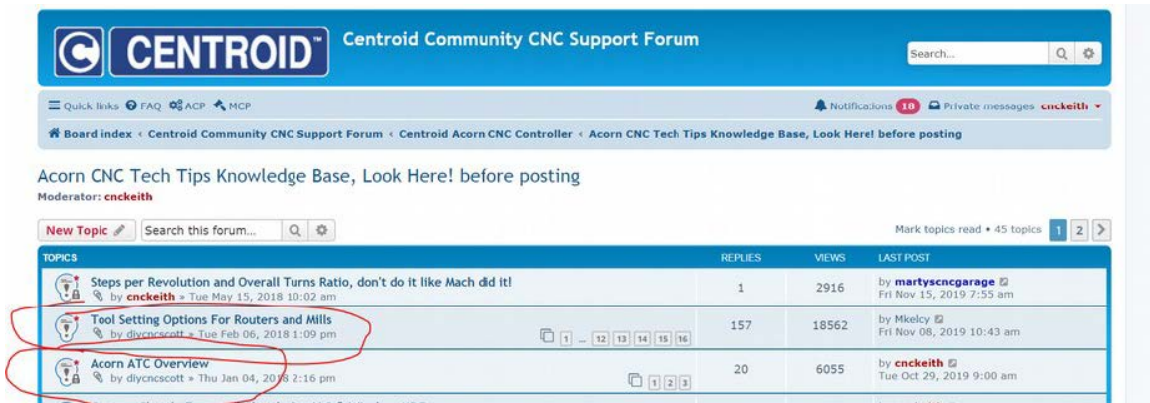 CENTROID™ Centroid Community CNC Support Forum
Search...
Quick links FAQ ACP MCP Notifications 10 Private messages cnckeith
Board index ‹ Centroid Community CNC Support Forum ‹ Centroid Acorn CNC Controller ‹ Acorn CNC Tech Tips Knowledge Base, Look Here! before posting
Acorn CNC Tech Tips Knowledge Base, Look Here! before posting
Moderator: cnckeith
New Topic Search this forum... Mark topics read • 45 topics 1 2
TOPICS REPLIES VIEWS LAST POST
Steps per Revolution and Overall Turns Ratio, don't do it like Mach did it! 1 2916 by martyscncgarage
by cnckeith » Tue May 15, 2018 10:02 am Fri Nov 15, 2019 7:55 am
Tool Setting Options For Routers and Mills 157 18562 by Mkelcy
by diycncscott » Tue Feb 06, 2018 1:09 pm 1 ... 12 13 14 15 16 Fri Nov 08, 2019 10:43 am
Acorn ATC Overview 20 6055 by cnckeith
by diycncscott » Thu Jan 04, 2018 2:16 pm 1 2 3 Tue Oct 29, 2019 9:00 am